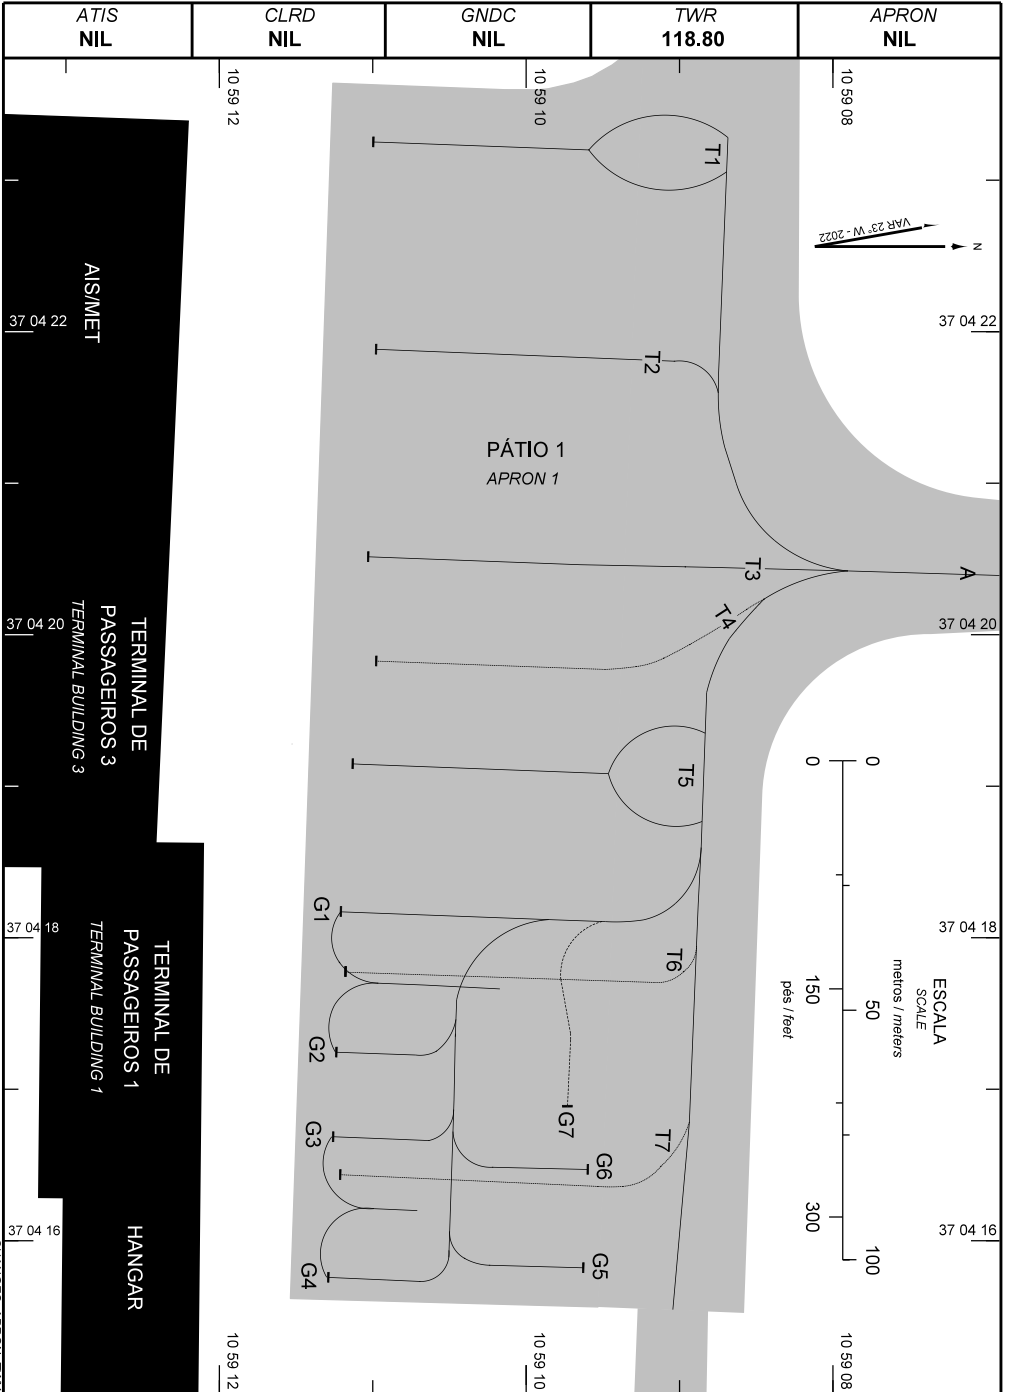 ATIS
NIL
CLRD
NIL
GNDC
NIL
TWR
118.80
APRON
NIL
10 59 12
10 59 10
10 59 08
T1
VAR 23° W - 2022
N
AIS/MET
37 04 22
37 04 22
T2
PÁTIO 1
APRON 1
T3
A
T4
37 04 20
37 04 20
TERMINAL DE
PASSAGEIROS 3
TERMINAL BUILDING 3
T5
0
0
G1
T6
37 04 18
37 04 18
TERMINAL DE
PASSAGEIROS 1
TERMINAL BUILDING 1
ESCALA
SCALE
metros / meters
50
150
pés / feet
G2
G7
G3
T7
G6
300
100
37 04 16
37 04 16
HANGAR
G4
G5
10 59 12
10 59 10
10 59 08